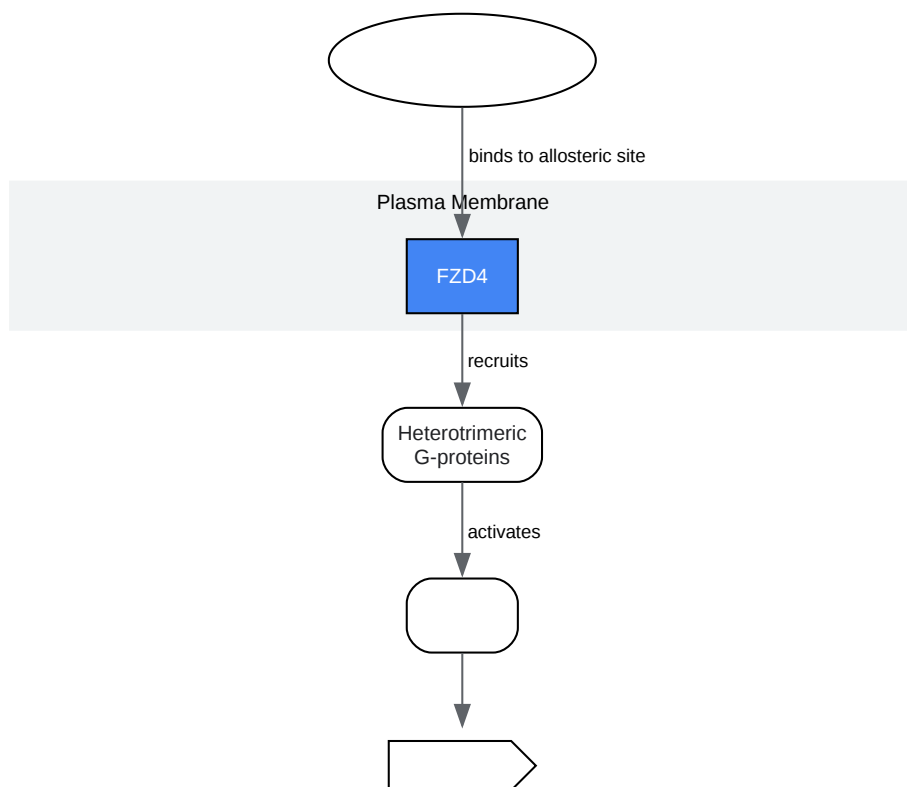 binds to allosteric site
Plasma Membrane
FZD4
recruits
Heterotrimeric
G-proteins
activates